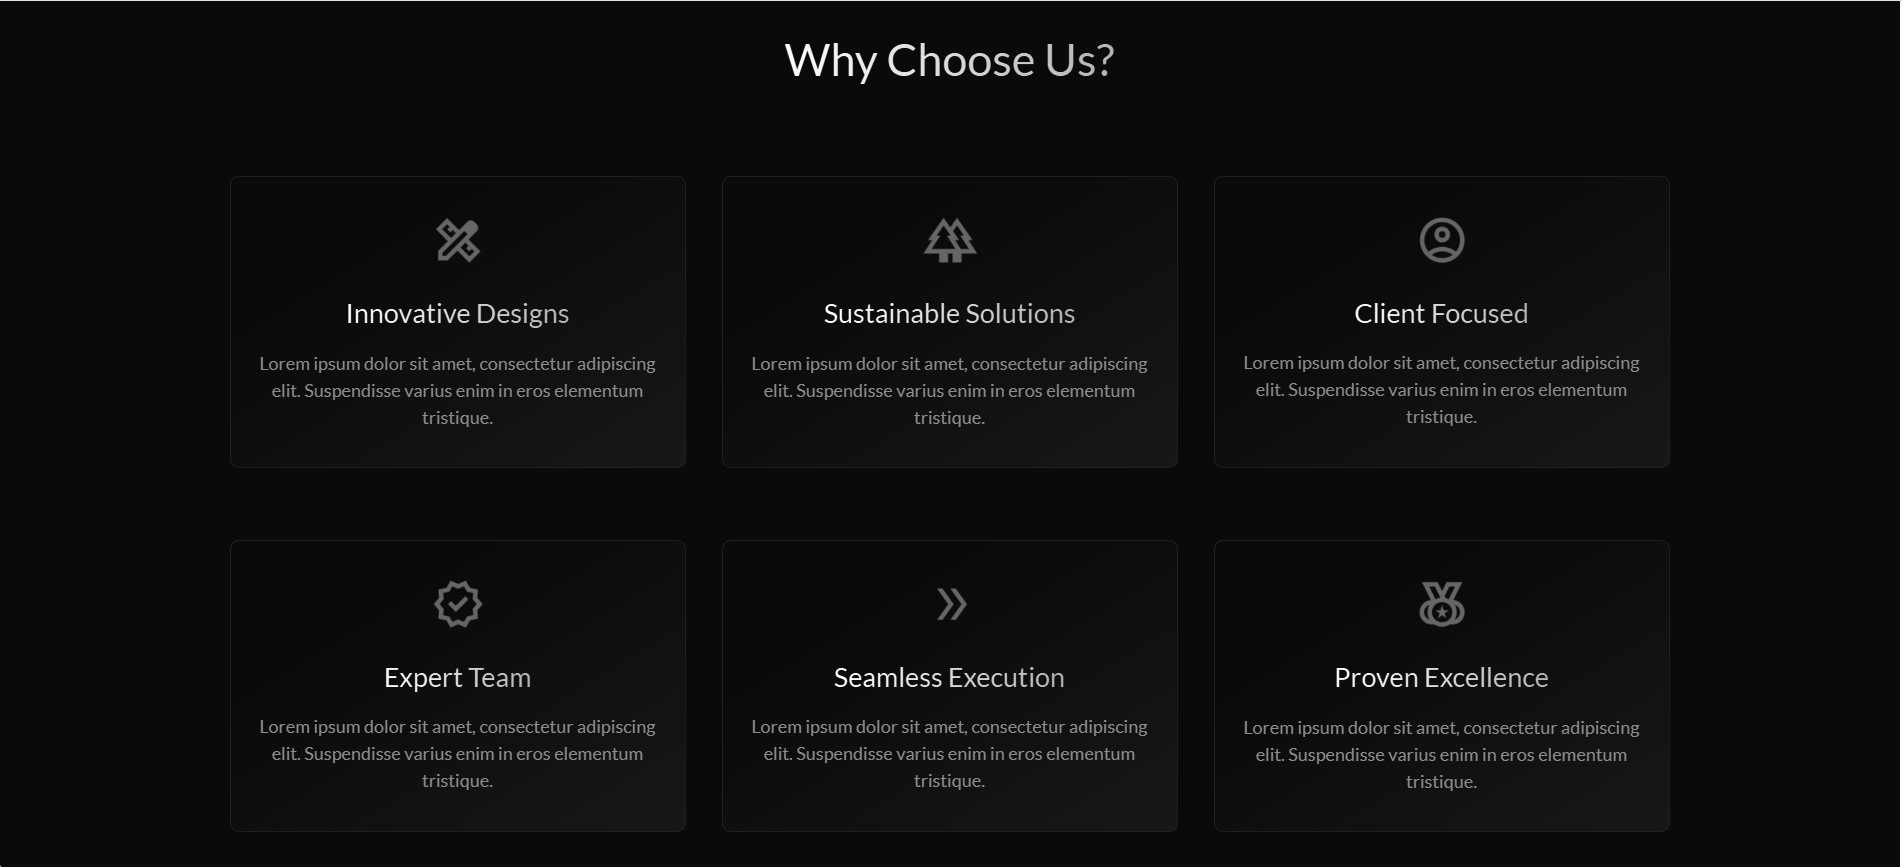 Why Choose Us?
Innovative Designs
Lorem ipsum dolor sit amet, consectetur adipiscing
elit. Suspendisse varius enim in eros elementum
tristique.
Sustainable Solutions
Lorem ipsum dolor sit amet, consectetur adipiscing
elit. Suspendisse varius enim in eros elementum
tristique.
Client Focused
Lorem ipsum dolor sit amet, consectetur adipiscing
elit. Suspendisse varius enim in eros elementum
tristique.
Expert Team
Lorem ipsum dolor sit amet, consectetur adipiscing
elit. Suspendisse varius enim in eros elementum
tristique.
Seamless Execution
Lorem ipsum dolor sit amet, consectetur adipiscing
elit. Suspendisse varius enim in eros elementum
tristique.
Proven Excellence
Lorem ipsum dolor sit amet, consectetur adipiscing
elit. Suspendisse varius enim in eros elementum
tristique.